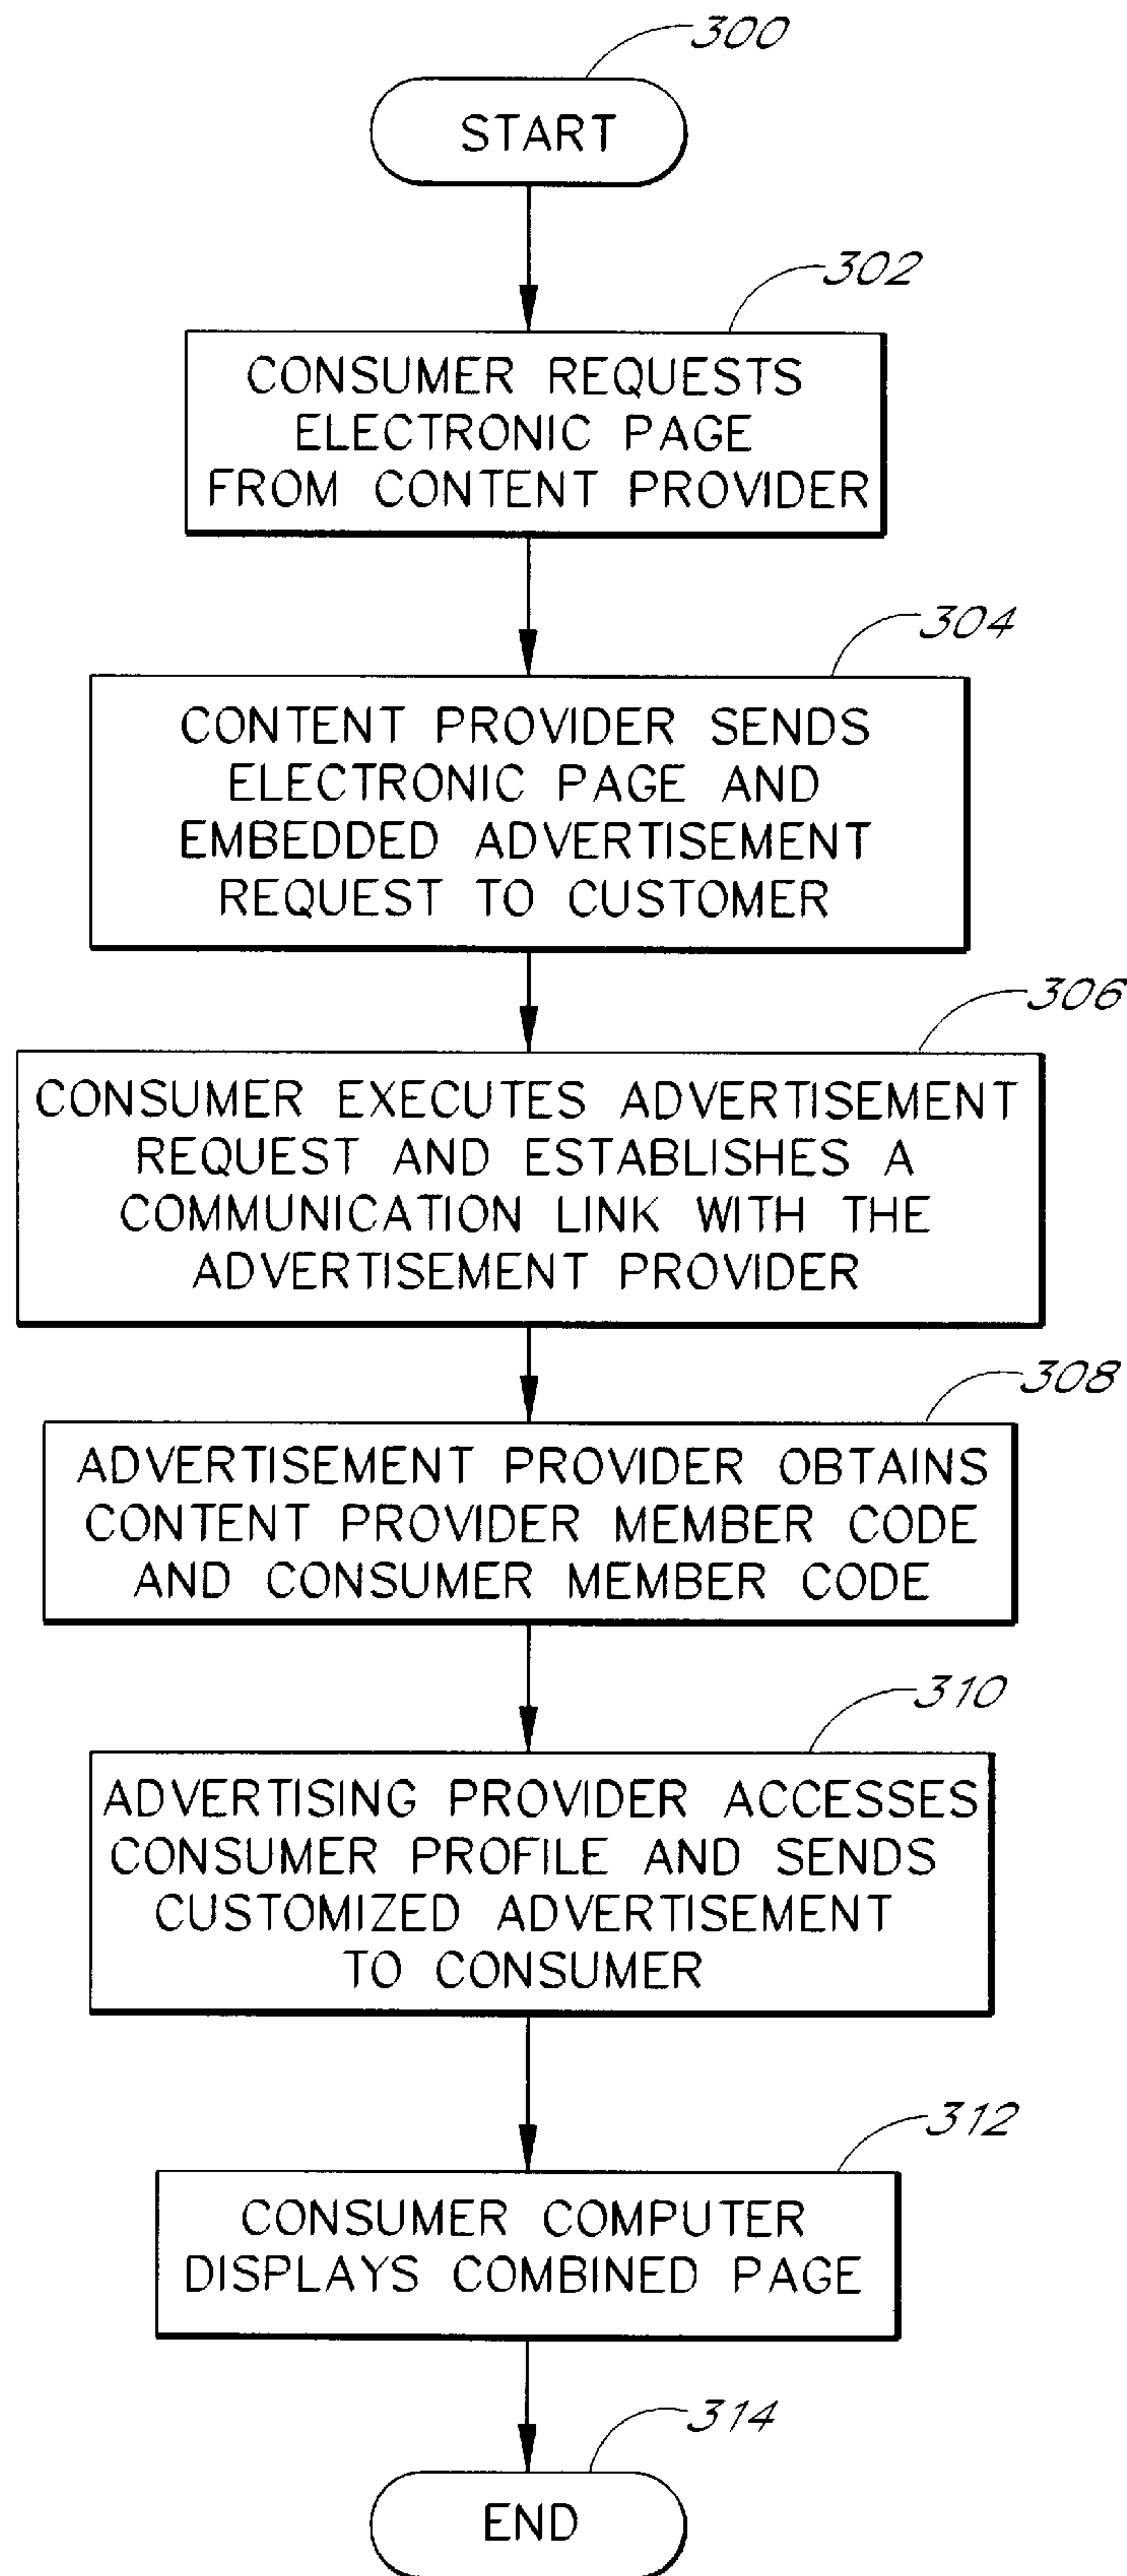 300
START
302
CONSUMER REQUESTS
ELECTRONIC PAGE
FROM CONTENT PROVIDER
304
CONTENT PROVIDER SENDS
ELECTRONIC PAGE AND
EMBEDDED ADVERTISEMENT
REQUEST TO CUSTOMER
306
CONSUMER EXECUTES ADVERTISEMENT
REQUEST AND ESTABLISHES A
COMMUNICATION LINK WITH THE
ADVERTISEMENT PROVIDER
308
ADVERTISEMENT PROVIDER OBTAINS
CONTENT PROVIDER MEMBER CODE
AND CONSUMER MEMBER CODE
310
ADVERTISING PROVIDER ACCESSES
CONSUMER PROFILE AND SENDS
CUSTOMIZED ADVERTISEMENT
TO CONSUMER
312
CONSUMER COMPUTER
DISPLAYS COMBINED PAGE
314
END